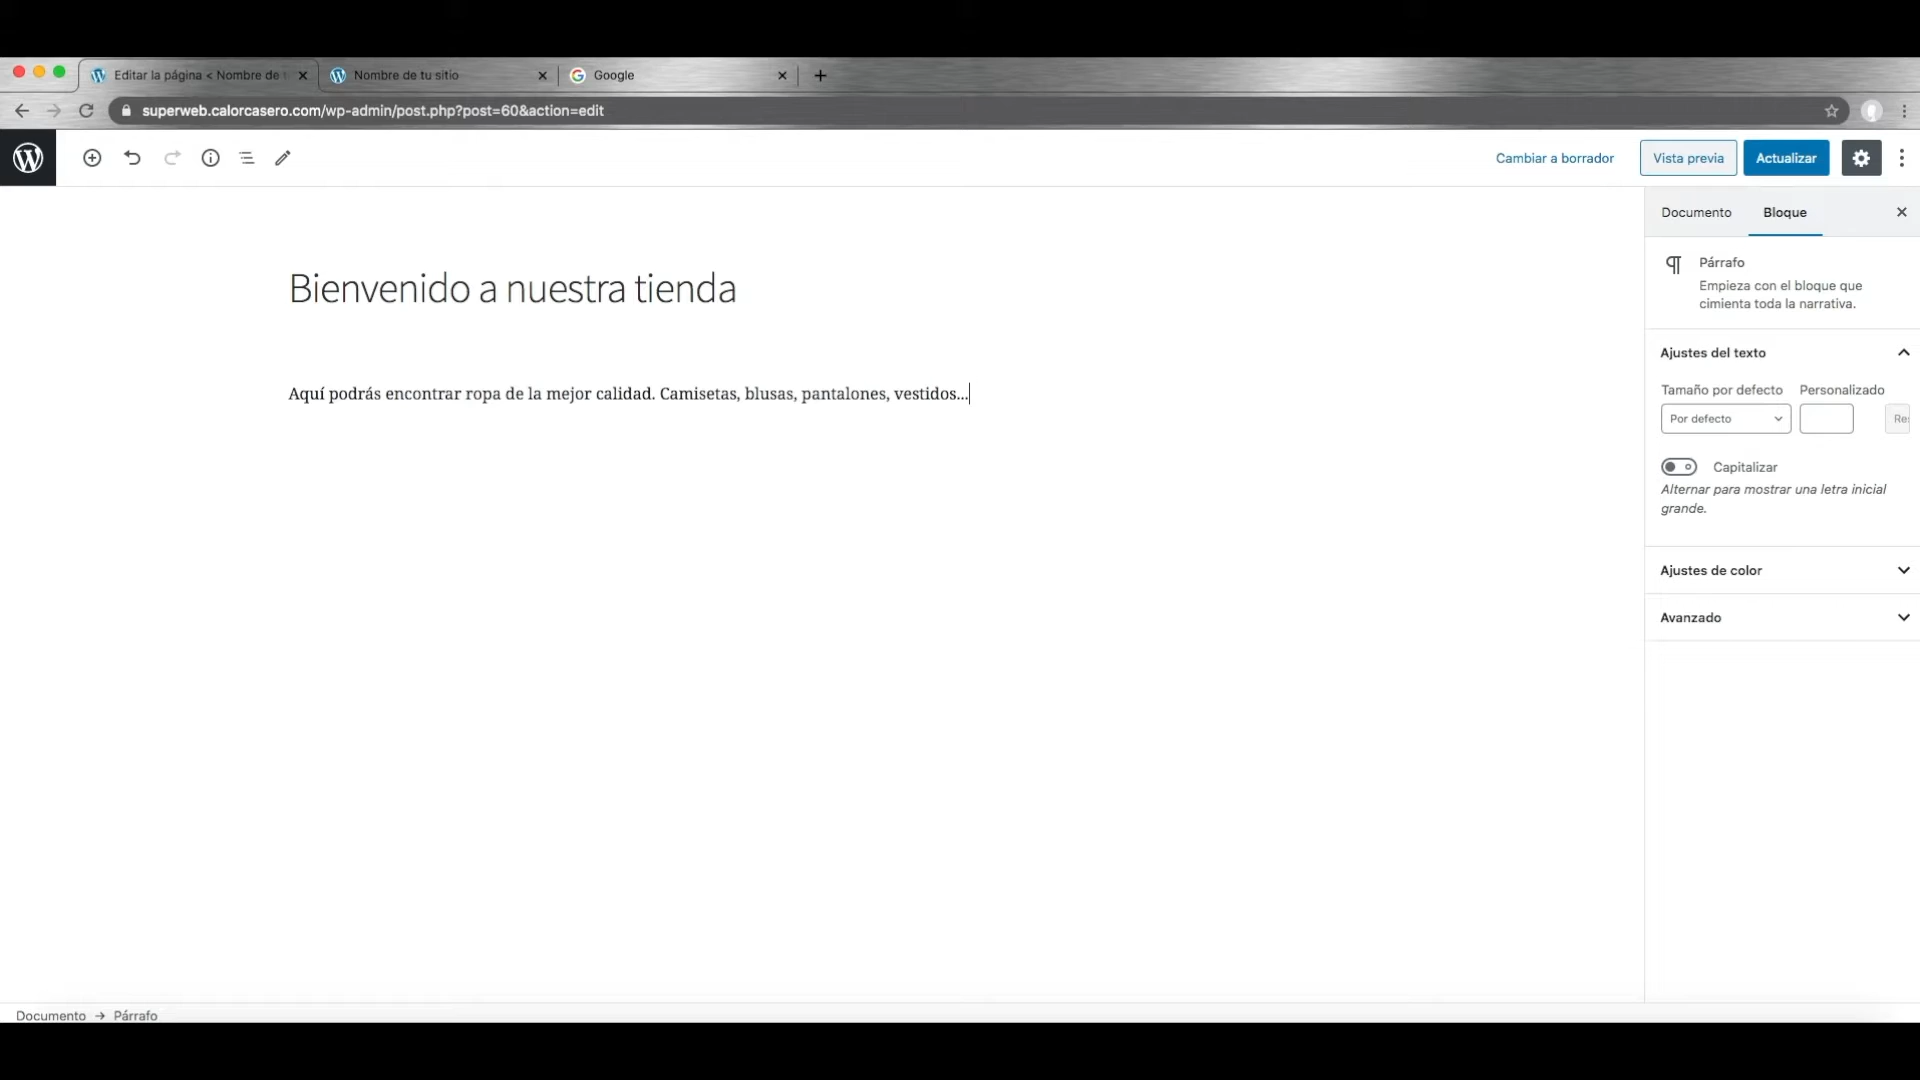 Editar la página < Nombre de
Nombre de tu sitio
Google
superweb.calorcasero.com/wp-admin/post.php?post=60&action=edit
Cambiar a borrador
Vista previa
Actualizar
Documento
Bloque
Bienvenido a nuestra tienda
Párrafo
Empieza con el bloque que
cimienta toda la narrativa.
Ajustes del texto
Tamaño por defecto
Personalizado
Aquí podrás encontrar ropa de la mejor calidad. Camisetas, blusas, pantalones, vestidos...
Por defecto
Capitalizar
Alternar para mostrar una letra inicial
grande.
Ajustes de color
Avanzado
Documento → Párrafo